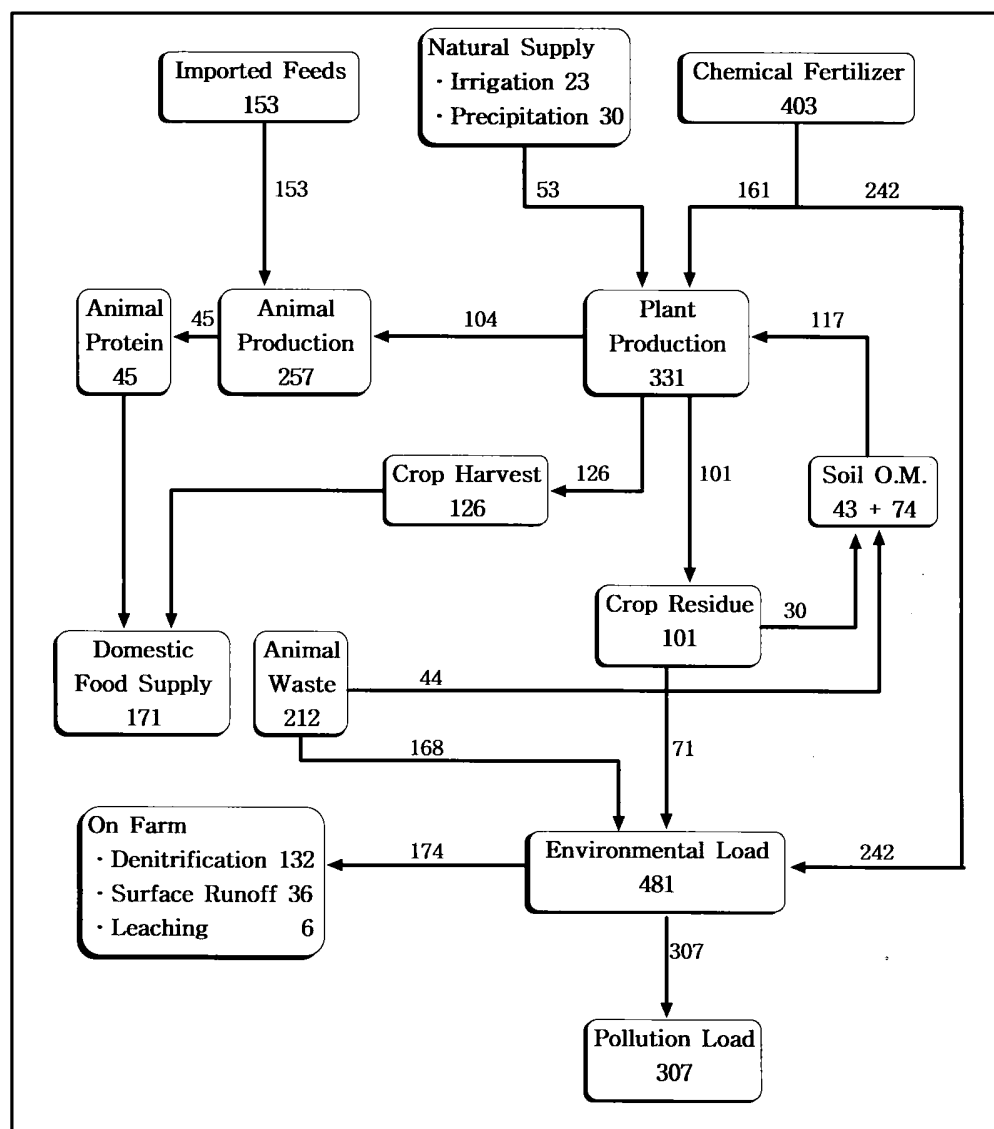 Imported Feeds
153
Natural Supply
· Irrigation 23
· Precipitation 30
Chemical Fertilizer
403
153
53
161
242
Animal
Protein
45
45
Animal
Production
257
104
Plant
Production
331
117
Crop Harvest
126
126
101
Soil O.M.
43 + 74
Crop Residue
101
30
Domestic
Food Supply
171
Animal
Waste
212
44
168
71
On Farm
· Denitrification 132
· Surface Runoff 36
· Leaching 6
174
Environmental Load
481
242
307
Pollution Load
307